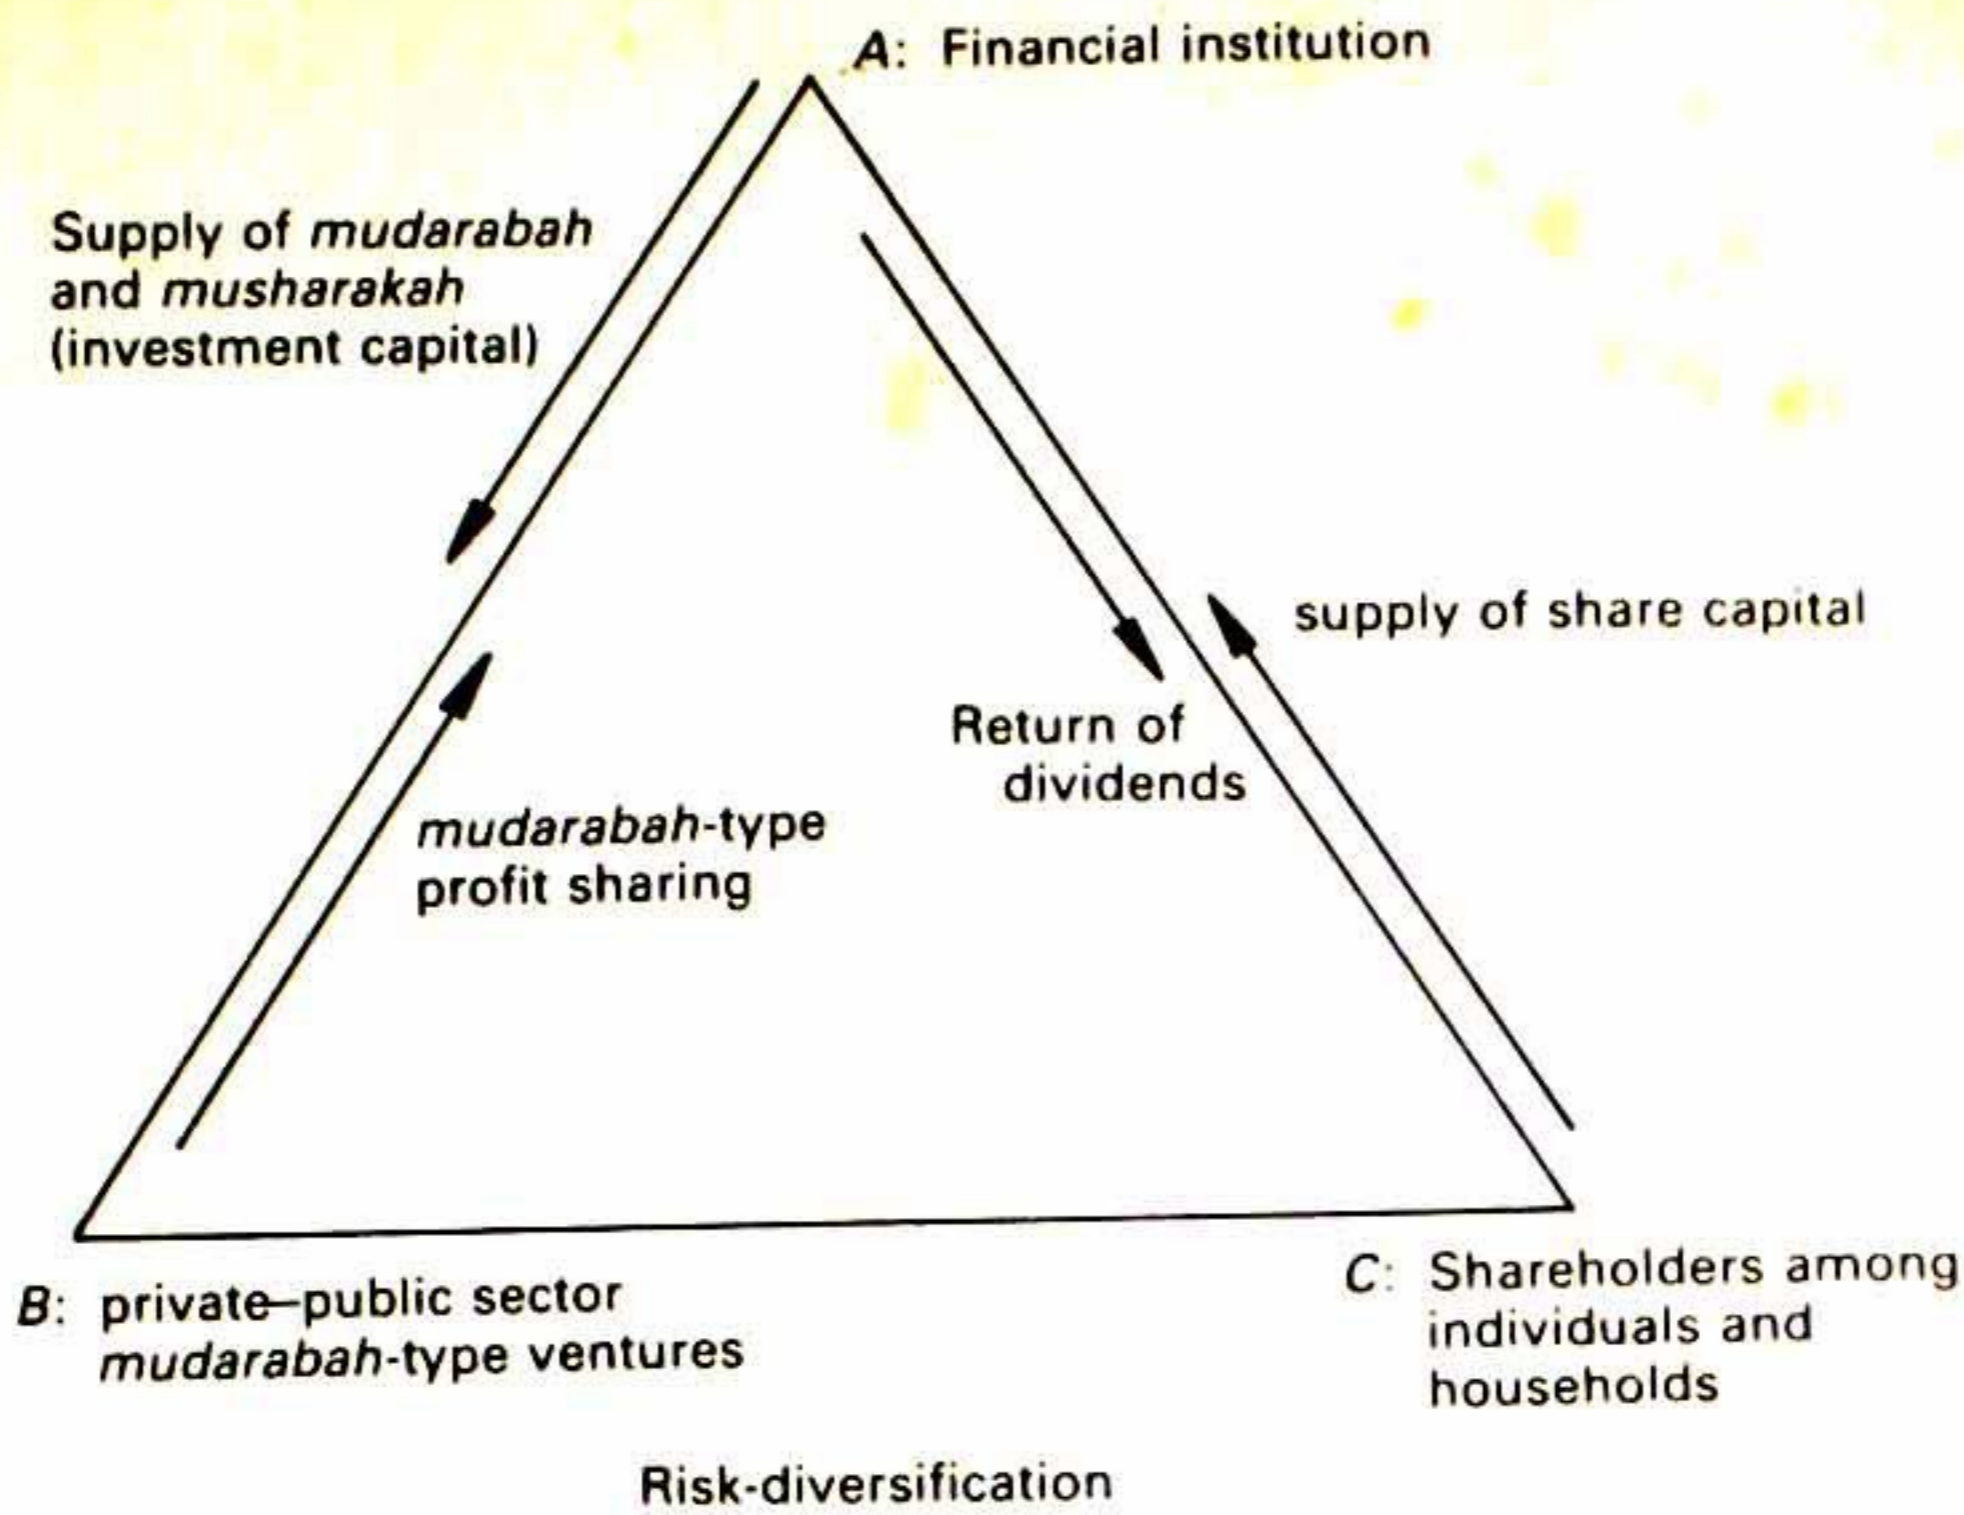 A: Financial institution
Supply of mudarabah
and musharakah
(investment capital)
supply of share capital
Return of
dividends
mudarabah-type
profit sharing
B: private–public sector
mudarabah-type ventures
C: Shareholders among
individuals and
households
Risk-diversification